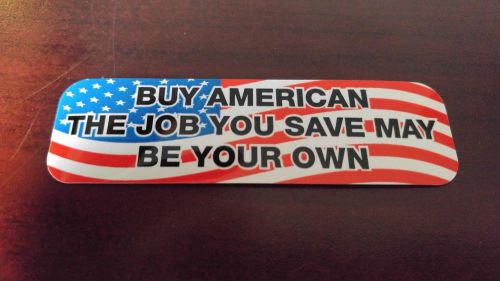 BUY AMERICAN
THE JOB YOU SAVE MAY
BE YOUR OWN